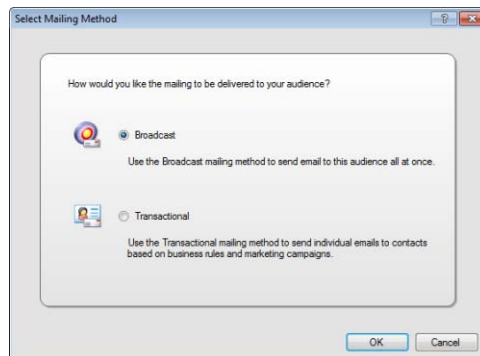 Select Mailing Method
How would you like the mailing to be delivered to your audience?
Broadcast
Use the Broadcast mailing method to send email to this audience all at once.
Transactional
Use the Transactional mailing method to send individual emails to contacts
based on business rules and marketing campaigns.
OK Cancel